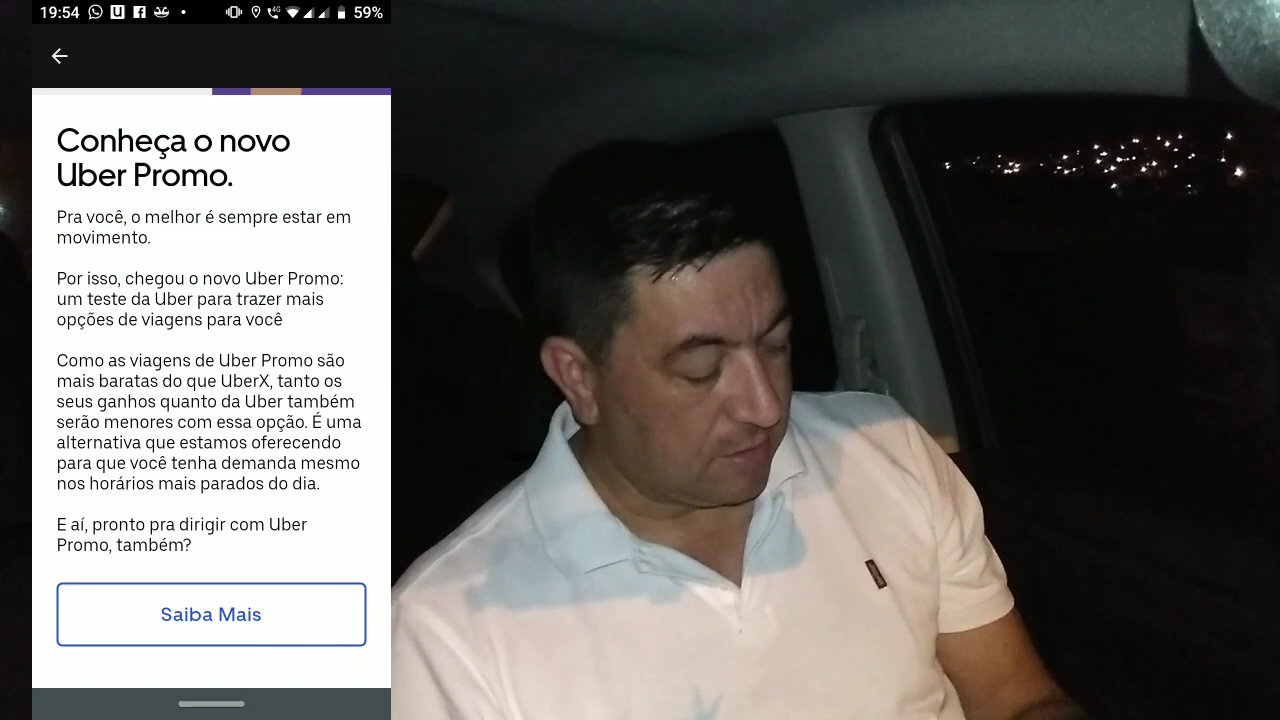 19:54
4G
59%
Conheça o novo
Uber Promo.
Pra você, o melhor é sempre estar em
movimento.
Por isso, chegou o novo Uber Promo:
um teste da Uber para trazer mais
opções de viagens para você
Como as viagens de Uber Promo são
mais baratas do que UberX, tanto os
seus ganhos quanto da Uber também
serão menores com essa opção. É uma
alternativa que estamos oferecendo
para que você tenha demanda mesmo
nos horários mais parados do dia.
E aí, pronto pra dirigir com Uber
Promo, também?
Saiba Mais